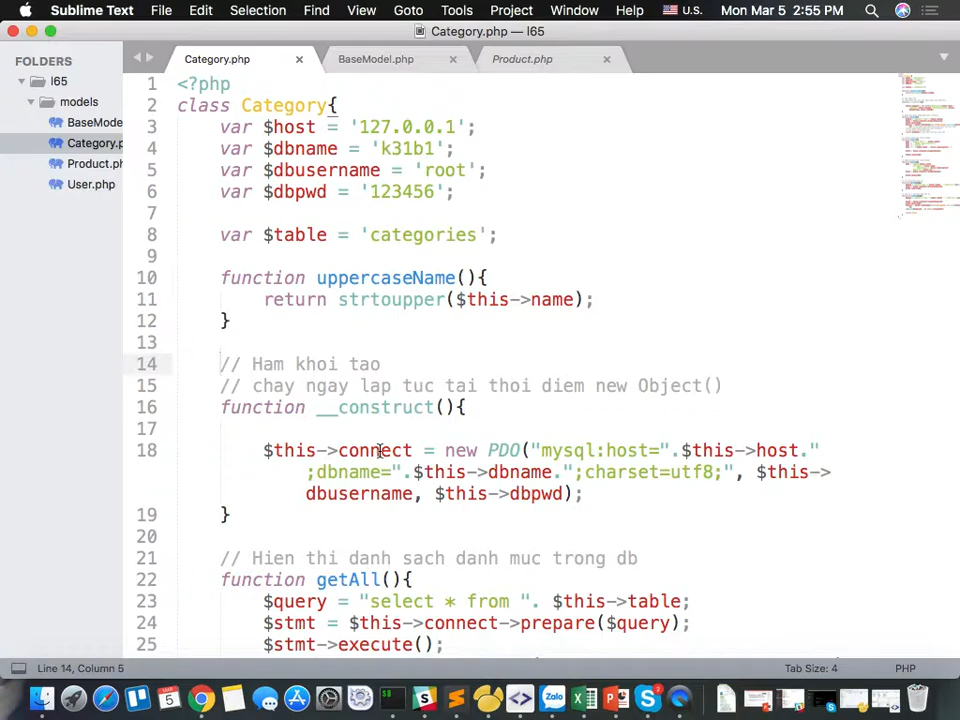 Sublime Text File Edit Selection Find View Goto Tools Project Window Help U.S. Mon Mar 5 2:55 PM
Category.php — l65
FOLDERS
l65
models
BaseMode
Category.p
Product.ph
User.php
Category.php × BaseModel.php × Product.php ×
1 <?php
2 class Category{
3 var $host = '127.0.0.1';
4 var $dbname = 'k31b1';
5 var $dbusername = 'root';
6 var $dbpwd = '123456';
7
8 var $table = 'categories';
9
10 function uppercaseName(){
11 return strtoupper($this->name);
12 }
13
14 // Ham khoi tao
15 // chay ngay lap tuc tai thoi diem new Object()
16 function __construct(){
17
18 $this->connect = new PDO("mysql:host=".$this->host."
;dbname=".$this->dbname.";charset=utf8;", $this->
dbusername, $this->dbpwd);
19 }
20
21 // Hien thi danh sach danh muc trong db
22 function getAll(){
23 $query = "select * from ". $this->table;
24 $stmt = $this->connect->prepare($query);
25 $stmt->execute();
Line 14, Column 5 Tab Size: 4 PHP